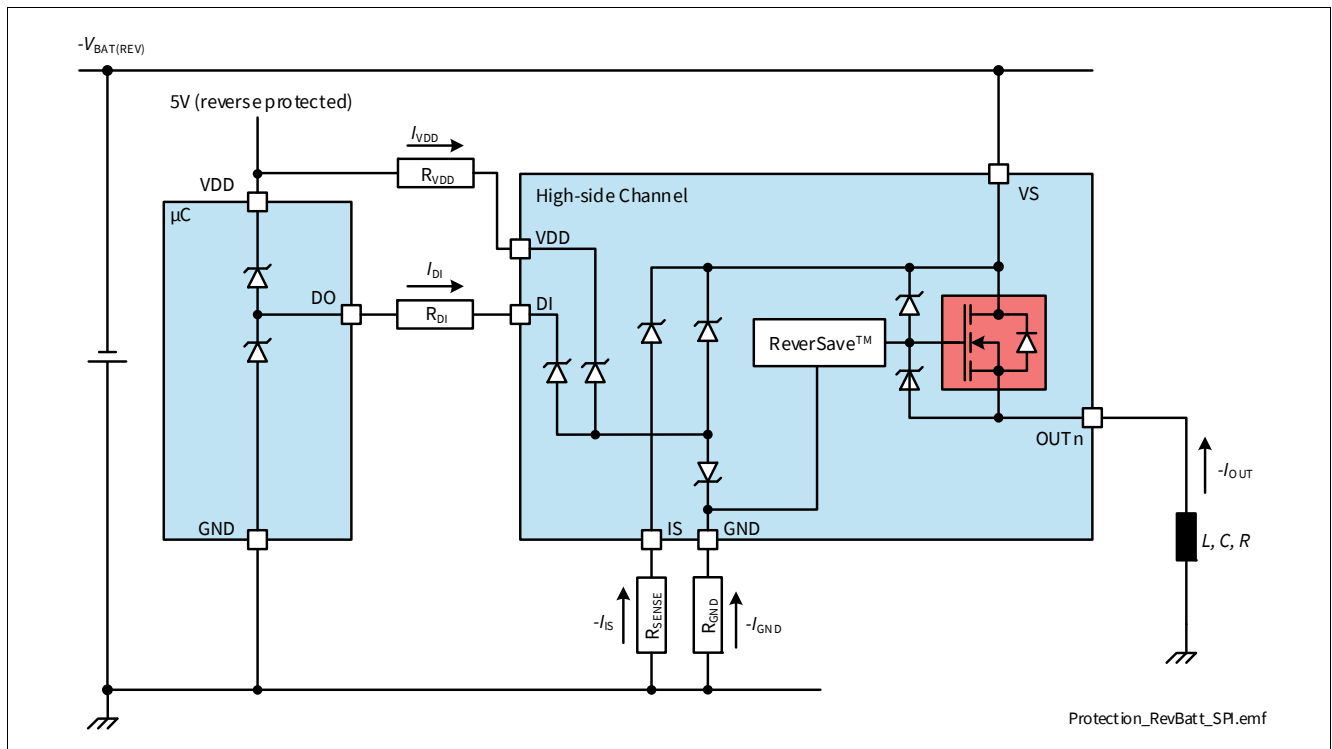 -VBAT(REV)
5V (reverse protected)
IVDD
RVDD
VDD
µC
High-side Channel
VS
VDD
IDI
DO
RDI
DI
ReverSave™
OUTn
-IOUT
GND
IS
GND
L, C, R
-IIS
RSENSE
RGND
-IGND
Protection_RevBatt_SPI.emf